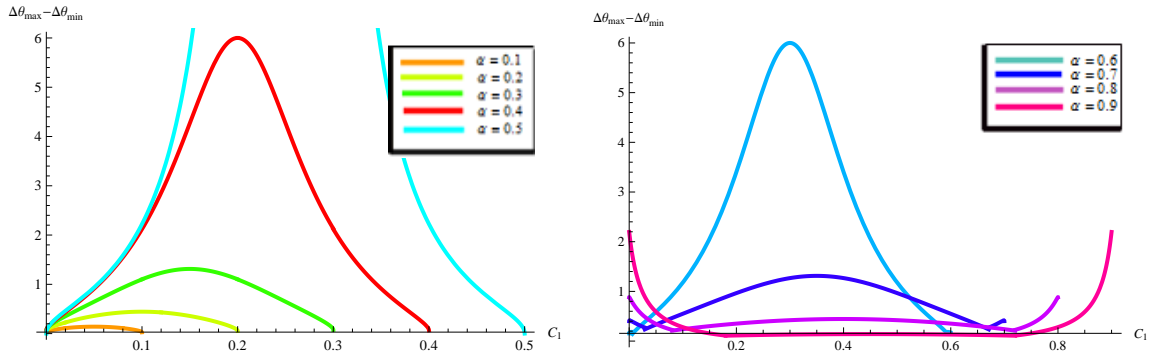 Δθmax−Δθmin
6
5
4
3
2
1
0.1 0.2 0.3 0.4 0.5 C1
α = 0.1
α = 0.2
α = 0.3
α = 0.4
α = 0.5
Δθmax−Δθmin
6
5
4
3
2
1
0.2 0.4 0.6 0.8 C1
α = 0.6
α = 0.7
α = 0.8
α = 0.9